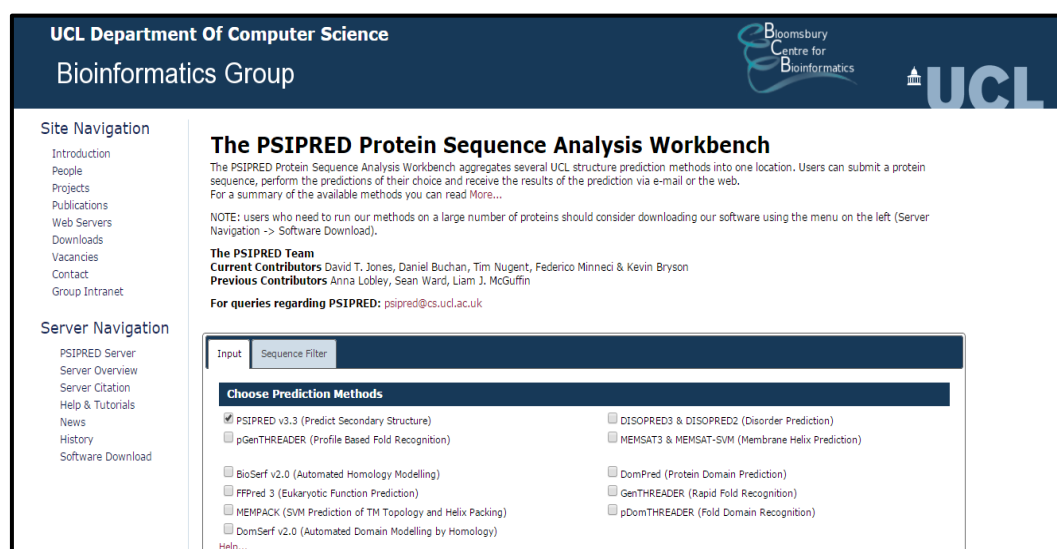 UCL Department Of Computer Science
Bioinformatics Group
Bloomsbury
Centre for
Bioinformatics
UCL
Site Navigation
Introduction
People
Projects
Publications
Web Servers
Downloads
Vacancies
Contact
Group Intranet
Server Navigation
PSIPRED Server
Server Overview
Server Citation
Help & Tutorials
News
History
Software Download
The PSIPRED Protein Sequence Analysis Workbench
The PSIPRED Protein Sequence Analysis Workbench aggregates several UCL structure prediction methods into one location. Users can submit a protein
sequence, perform the predictions of their choice and receive the results of the prediction via e-mail or the web.
For a summary of the available methods you can read More...
NOTE: users who need to run our methods on a large number of proteins should consider downloading our software using the menu on the left (Server
Navigation -> Software Download).
The PSIPRED Team
Current Contributors David T. Jones, Daniel Buchan, Tim Nugent, Federico Minneci & Kevin Bryson
Previous Contributors Anna Lobley, Sean Ward, Liam J. McGuffin
For queries regarding PSIPRED: psipred@cs.ucl.ac.uk
Input Sequence Filter
Choose Prediction Methods
PSIPRED v3.3 (Predict Secondary Structure) DISOPRED3 & DISOPRED2 (Disorder Prediction)
pGenTHREADER (Profile Based Fold Recognition) MEMSAT3 & MEMSAT-SVM (Membrane Helix Prediction)
BioSerf v2.0 (Automated Homology Modelling) DomPred (Protein Domain Prediction)
FFPred 3 (Eukaryotic Function Prediction) GenTHREADER (Rapid Fold Recognition)
MEMPACK (SVM Prediction of TM Topology and Helix Packing) pDomTHREADER (Fold Domain Recognition)
DomSerf v2.0 (Automated Domain Modelling by Homology)
Help...